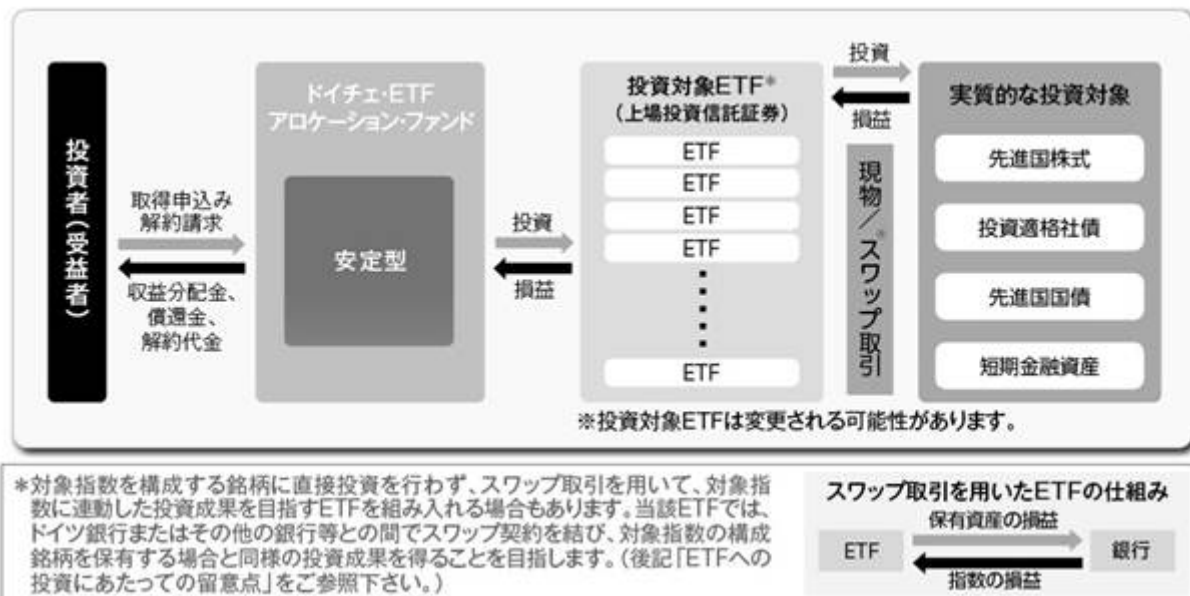 投資者(受益者)
取得申込み
解約請求
収益分配金、
償還金、
解約代金
ドイチェ・ETF
アロケーション・ファンド
安定型
投資
損益
投資対象ETF*
(上場投資信託証券)
ETF
ETF
ETF
ETF
ETF
投資
損益
現物/*スワップ取引
実質的な投資対象
先進国株式
投資適格社債
先進国国債
短期金融資産
※投資対象ETFは変更される可能性があります。
*対象指数を構成する銘柄に直接投資を行わず、スワップ取引を用いて、対象指
数に連動した投資成果を目指すETFを組み入れる場合もあります。当該ETFでは、
ドイツ銀行またはその他の銀行等との間でスワップ契約を結び、対象指数の構成
銘柄を保有する場合と同様の投資成果を得ることを目指します。(後記「ETFへの
投資にあたっての留意点」をご参照下さい。)
スワップ取引を用いたETFの仕組み
保有資産の損益
ETF
銀行
指数の損益